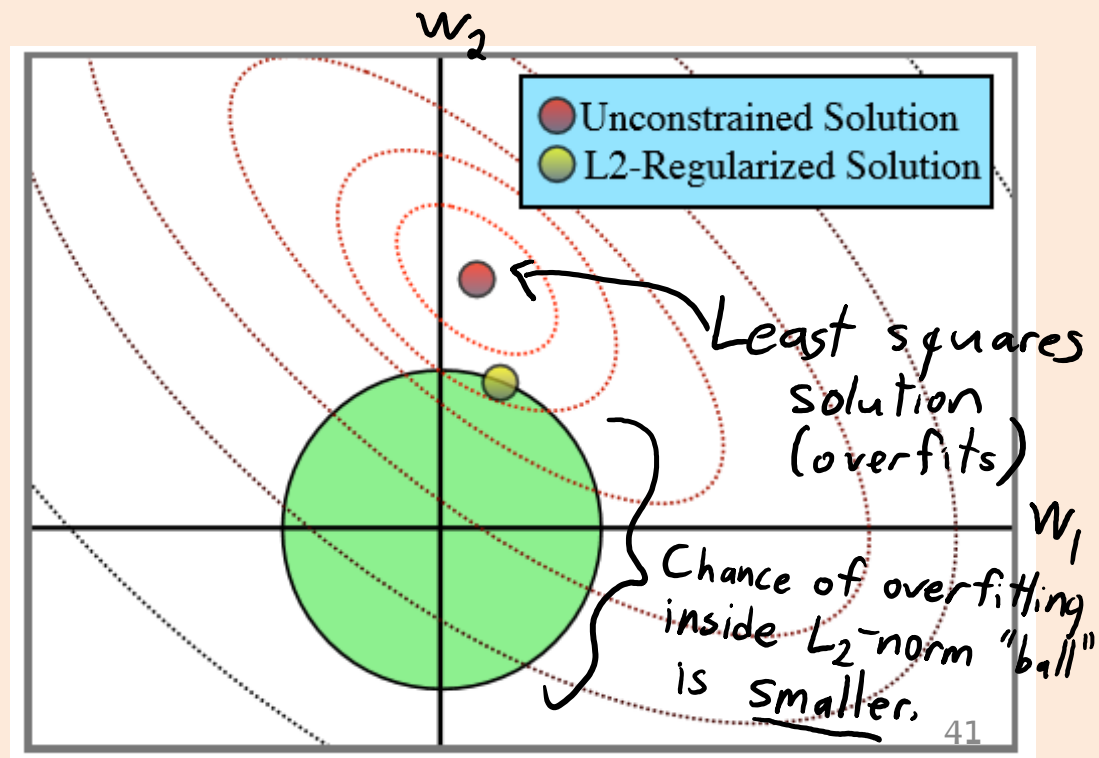 W2
Unconstrained Solution
L2-Regularized Solution
Least squares
solution
(overfits)
W1
Chance of overfitting
inside L2-norm "ball"
is smaller.
41